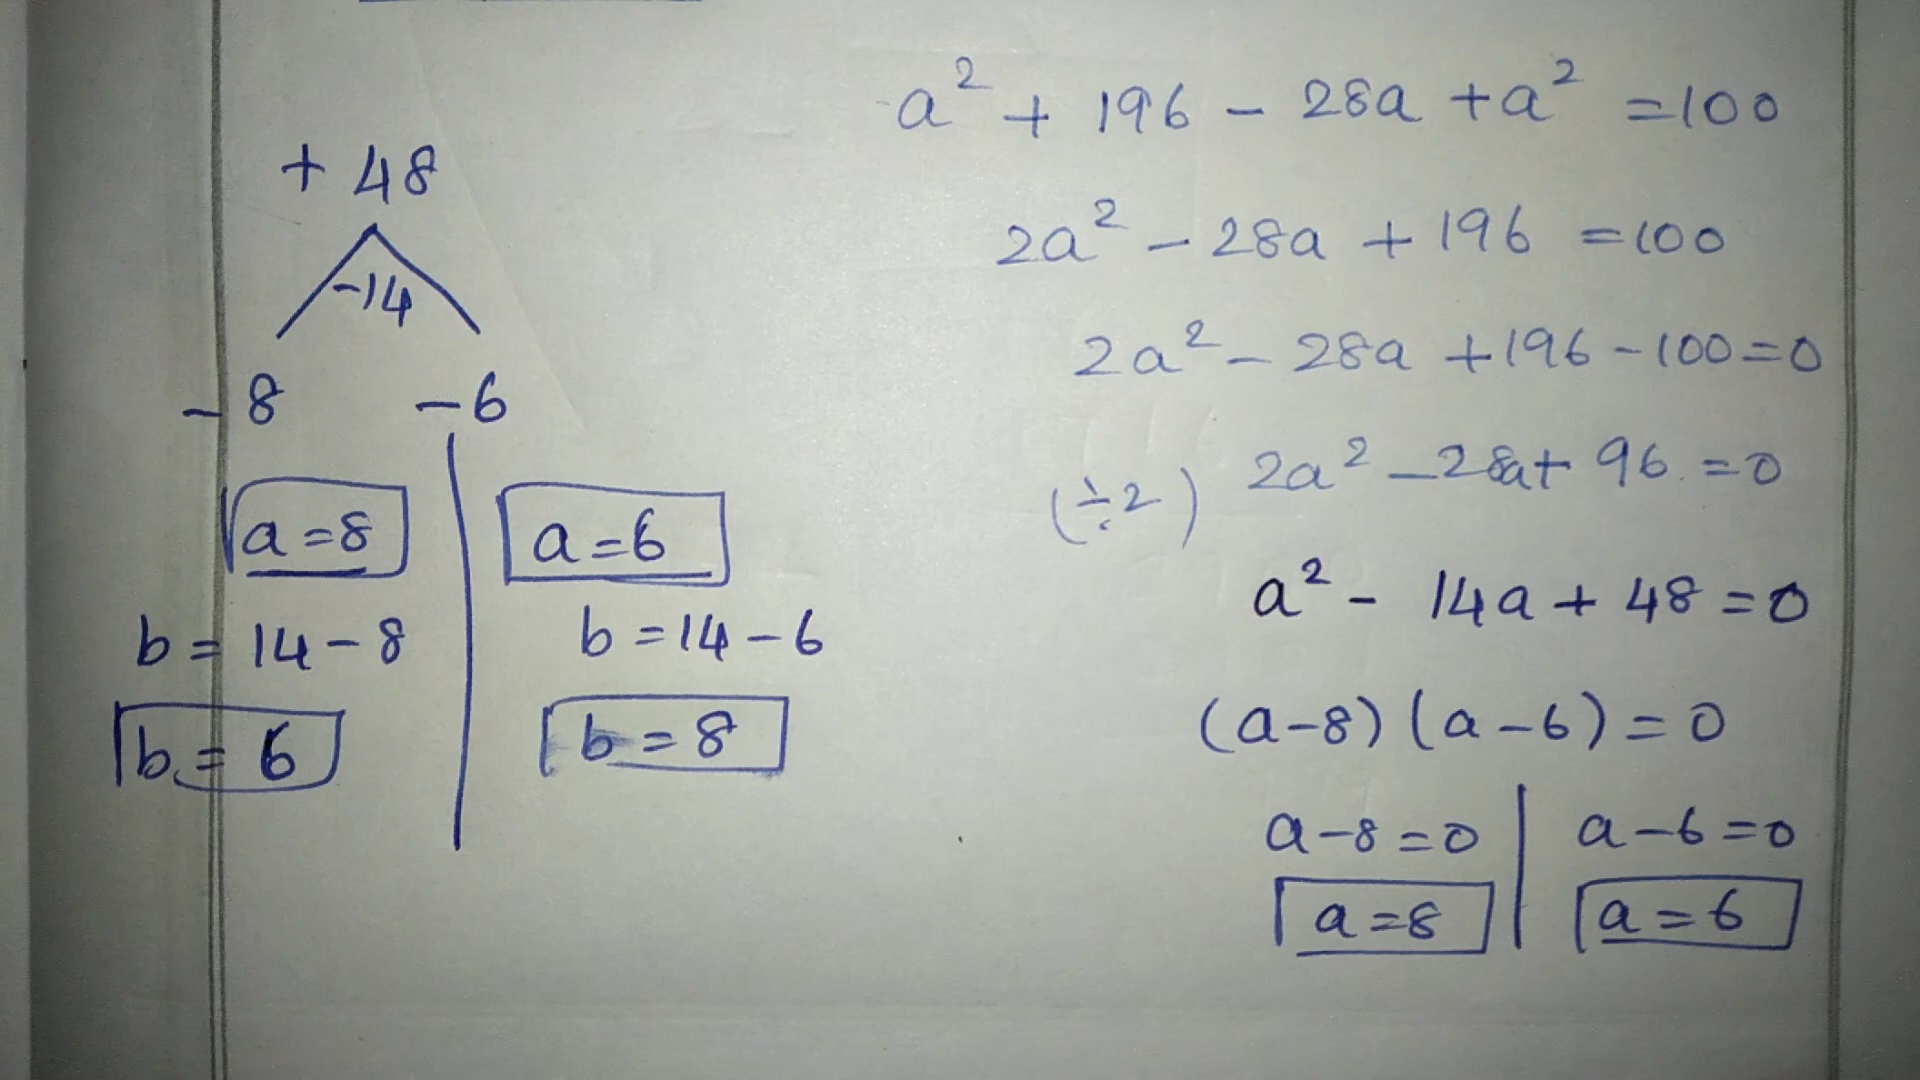 a² + 196 - 28a + a² = 100
2a² - 28a + 196 = 100
2a² - 28a + 196 - 100 = 0
(÷2) 2a² - 28a + 96 = 0
a² - 14a + 48 = 0
(a-8) (a-6) = 0
a-8=0 | a-6=0
a=8 | a=6
+ 48
-14
-8 -6
a=8 | a=6
b = 14-8 | b = 14-6
b = 6 | b = 8